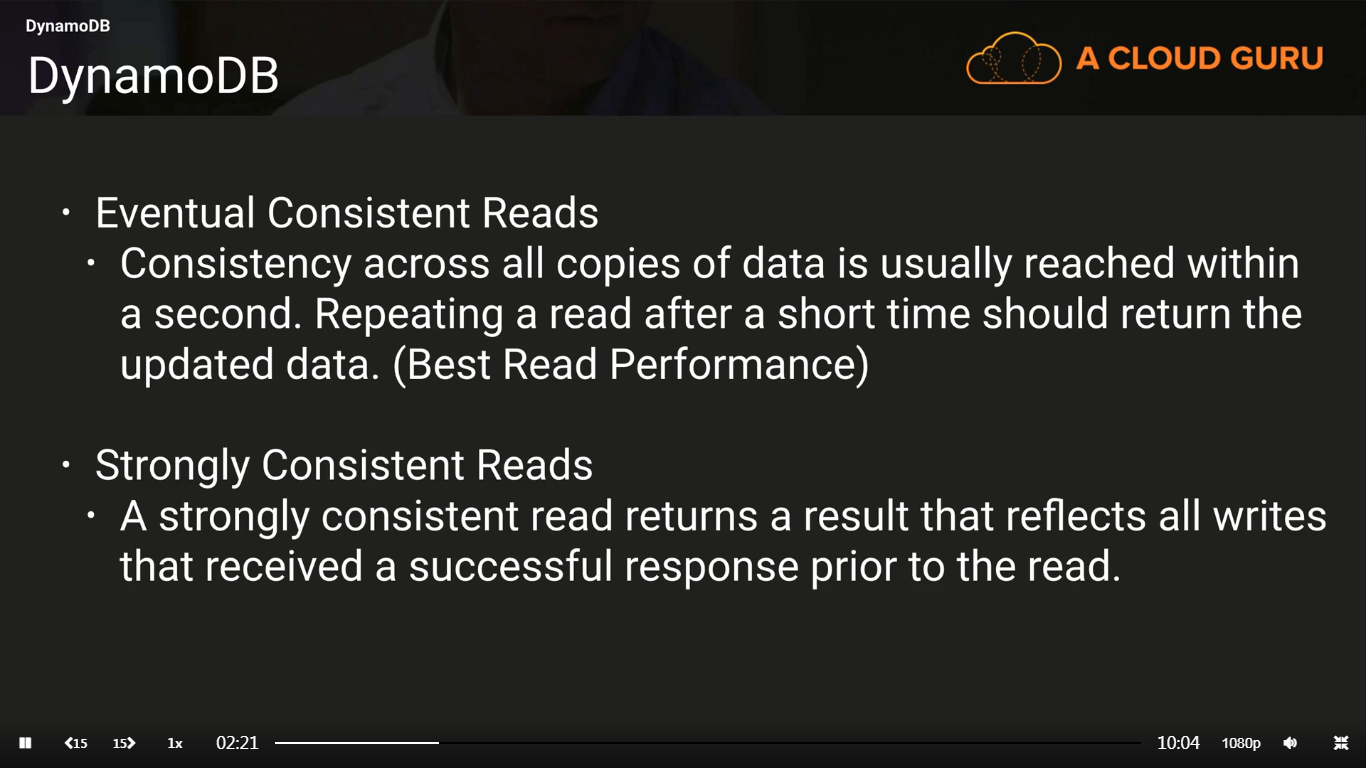 DynamoDB
DynamoDB
A CLOUD GURU
• Eventual Consistent Reads
• Consistency across all copies of data is usually reached within
a second. Repeating a read after a short time should return the
updated data. (Best Read Performance)
• Strongly Consistent Reads
• A strongly consistent read returns a result that reflects all writes
that received a successful response prior to the read.
15 15 1x 02:21 10:04 1080p